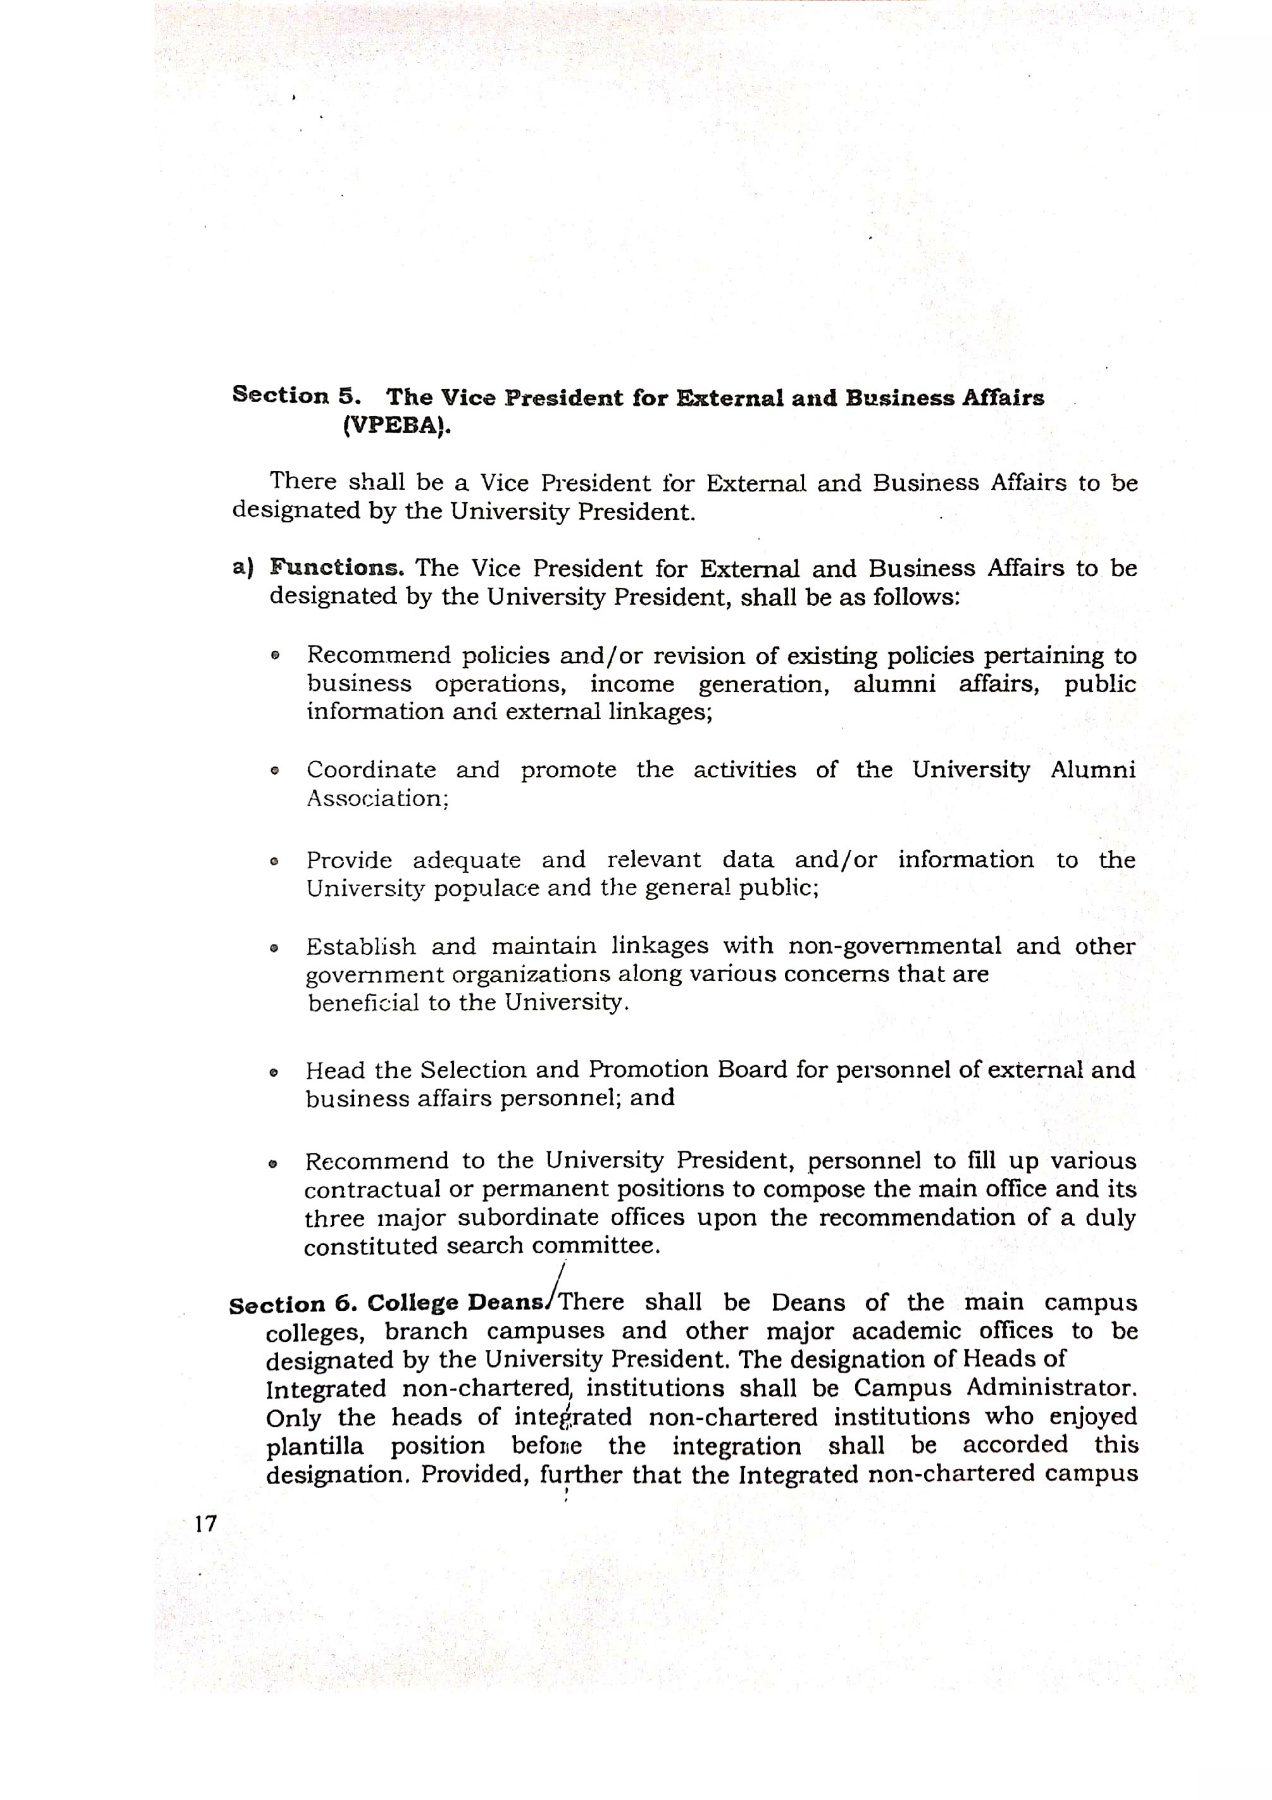 Section 5. The Vice President for External and Business Affairs
(VPEBA).
There shall be a Vice President for External and Business Affairs to be
designated by the University President.
a) Functions. The Vice President for External and Business Affairs to be
designated by the University President, shall be as follows:
• Recommend policies and/or revision of existing policies pertaining to
business operations, income generation, alumni affairs, public
information and external linkages;
• Coordinate and promote the activities of the University Alumni
Association;
• Provide adequate and relevant data and/or information to the
University populace and the general public;
• Establish and maintain linkages with non-governmental and other
government organizations along various concerns that are
beneficial to the University.
• Head the Selection and Promotion Board for personnel of external and
business affairs personnel; and
• Recommend to the University President, personnel to fill up various
contractual or permanent positions to compose the main office and its
three major subordinate offices upon the recommendation of a duly
constituted search committee.
Section 6. College Deans. There shall be Deans of the main campus
colleges, branch campuses and other major academic offices to be
designated by the University President. The designation of Heads of
Integrated non-chartered, institutions shall be Campus Administrator.
Only the heads of integrated non-chartered institutions who enjoyed
plantilla position before the integration shall be accorded this
designation. Provided, further that the Integrated non-chartered campus
17